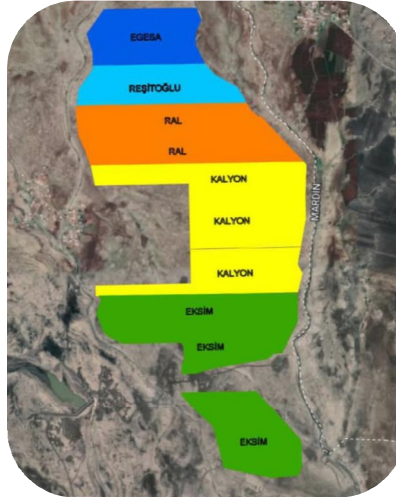 EGESA
REŞİTOĞLU
RAL
RAL
KALYON
KALYON
MARDİN
KALYON
EKSİM
EKSİM
EKSİM